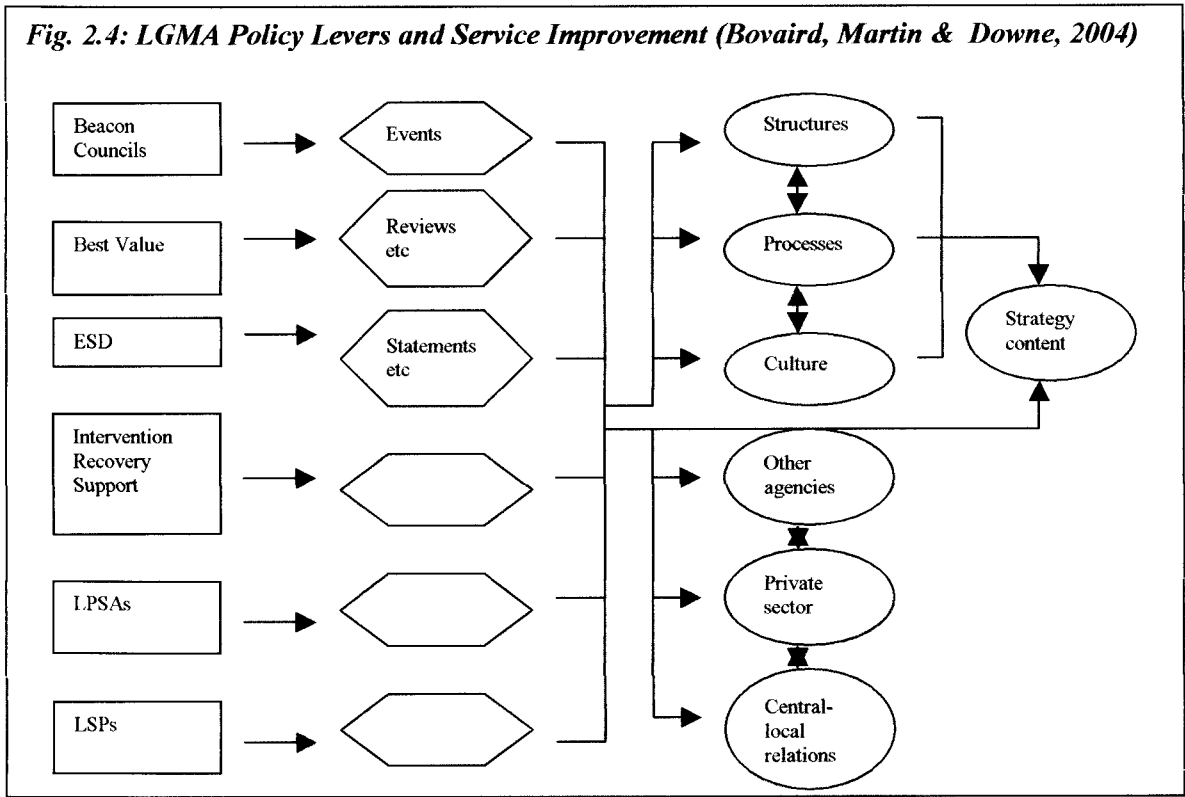 Fig. 2.4: LGMA Policy Levers and Service Improvement (Bovaird, Martin & Downe, 2004)
Beacon
Councils
Events
Structures
Best Value
Reviews
etc
Processes
ESD
Statements
etc
Culture
Strategy
content
Intervention
Recovery
Support
Other
agencies
LPSAs
Private
sector
LSPs
Central-
local
relations